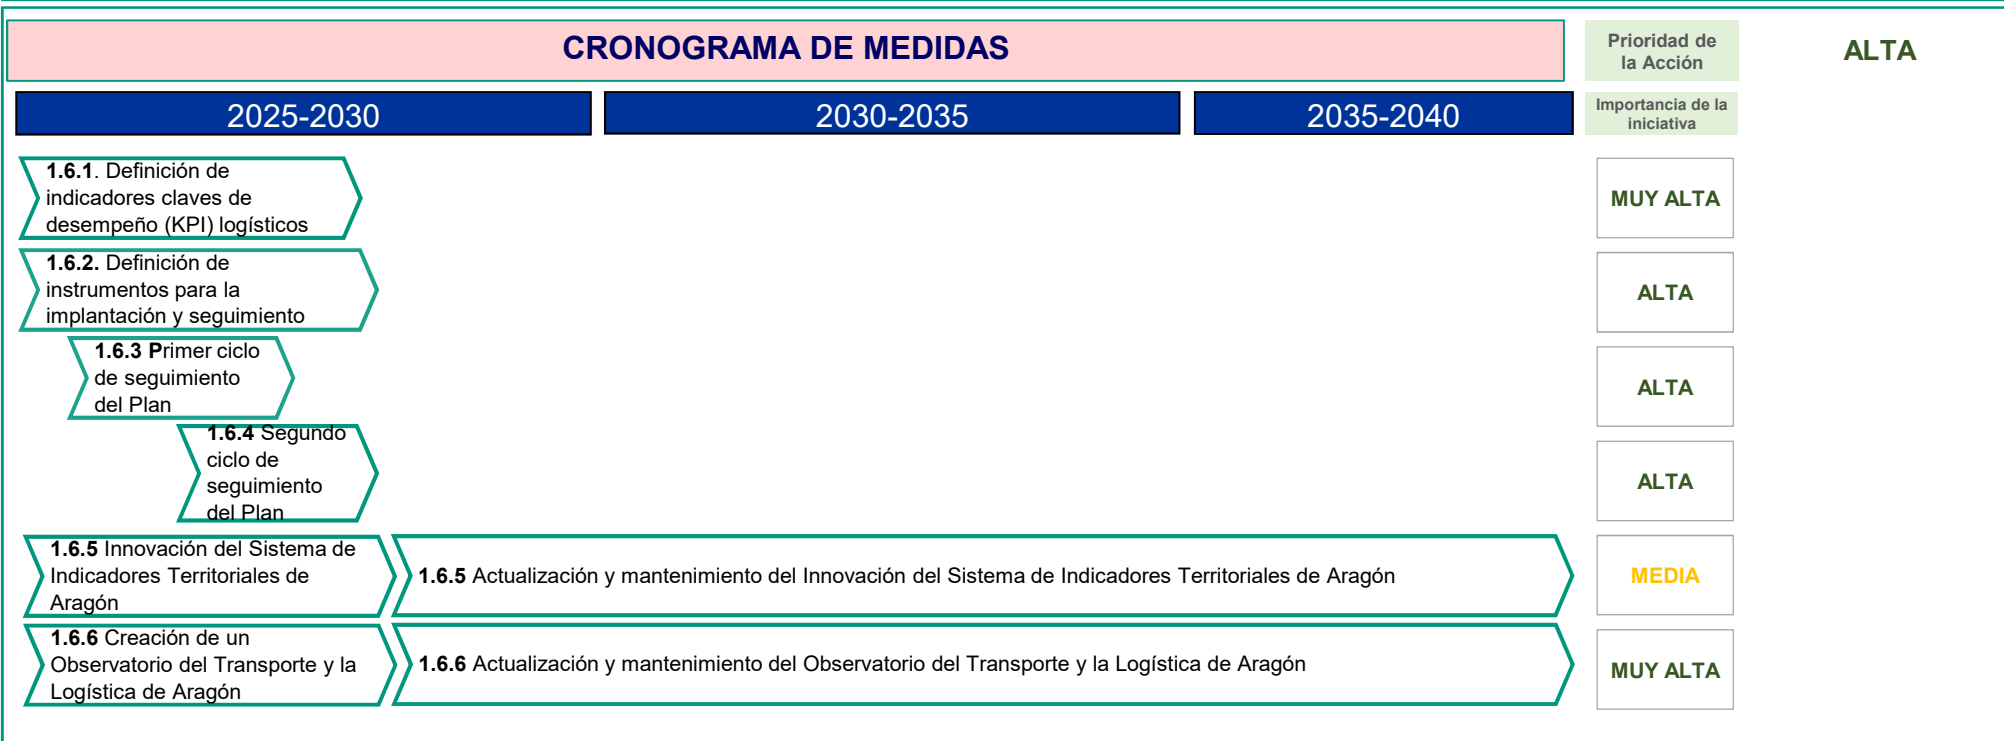 CRONOGRAMA DE MEDIDAS
Prioridad de
la Acción
ALTA
2025-2030
2030-2035
2035-2040
Importancia de la
iniciativa
1.6.1. Definición de
indicadores claves de
desempeño (KPI) logísticos
MUY ALTA
1.6.2. Definición de
instrumentos para la
implantación y seguimiento
ALTA
1.6.3 Primer ciclo
de seguimiento
del Plan
ALTA
1.6.4 Segundo
ciclo de
seguimiento
del Plan
ALTA
1.6.5 Innovación del Sistema de
Indicadores Territoriales de
Aragón
1.6.5 Actualización y mantenimiento del Innovación del Sistema de Indicadores Territoriales de Aragón
MEDIA
1.6.6 Creación de un
Observatorio del Transporte y la
Logística de Aragón
1.6.6 Actualización y mantenimiento del Observatorio del Transporte y la Logística de Aragón
MUY ALTA